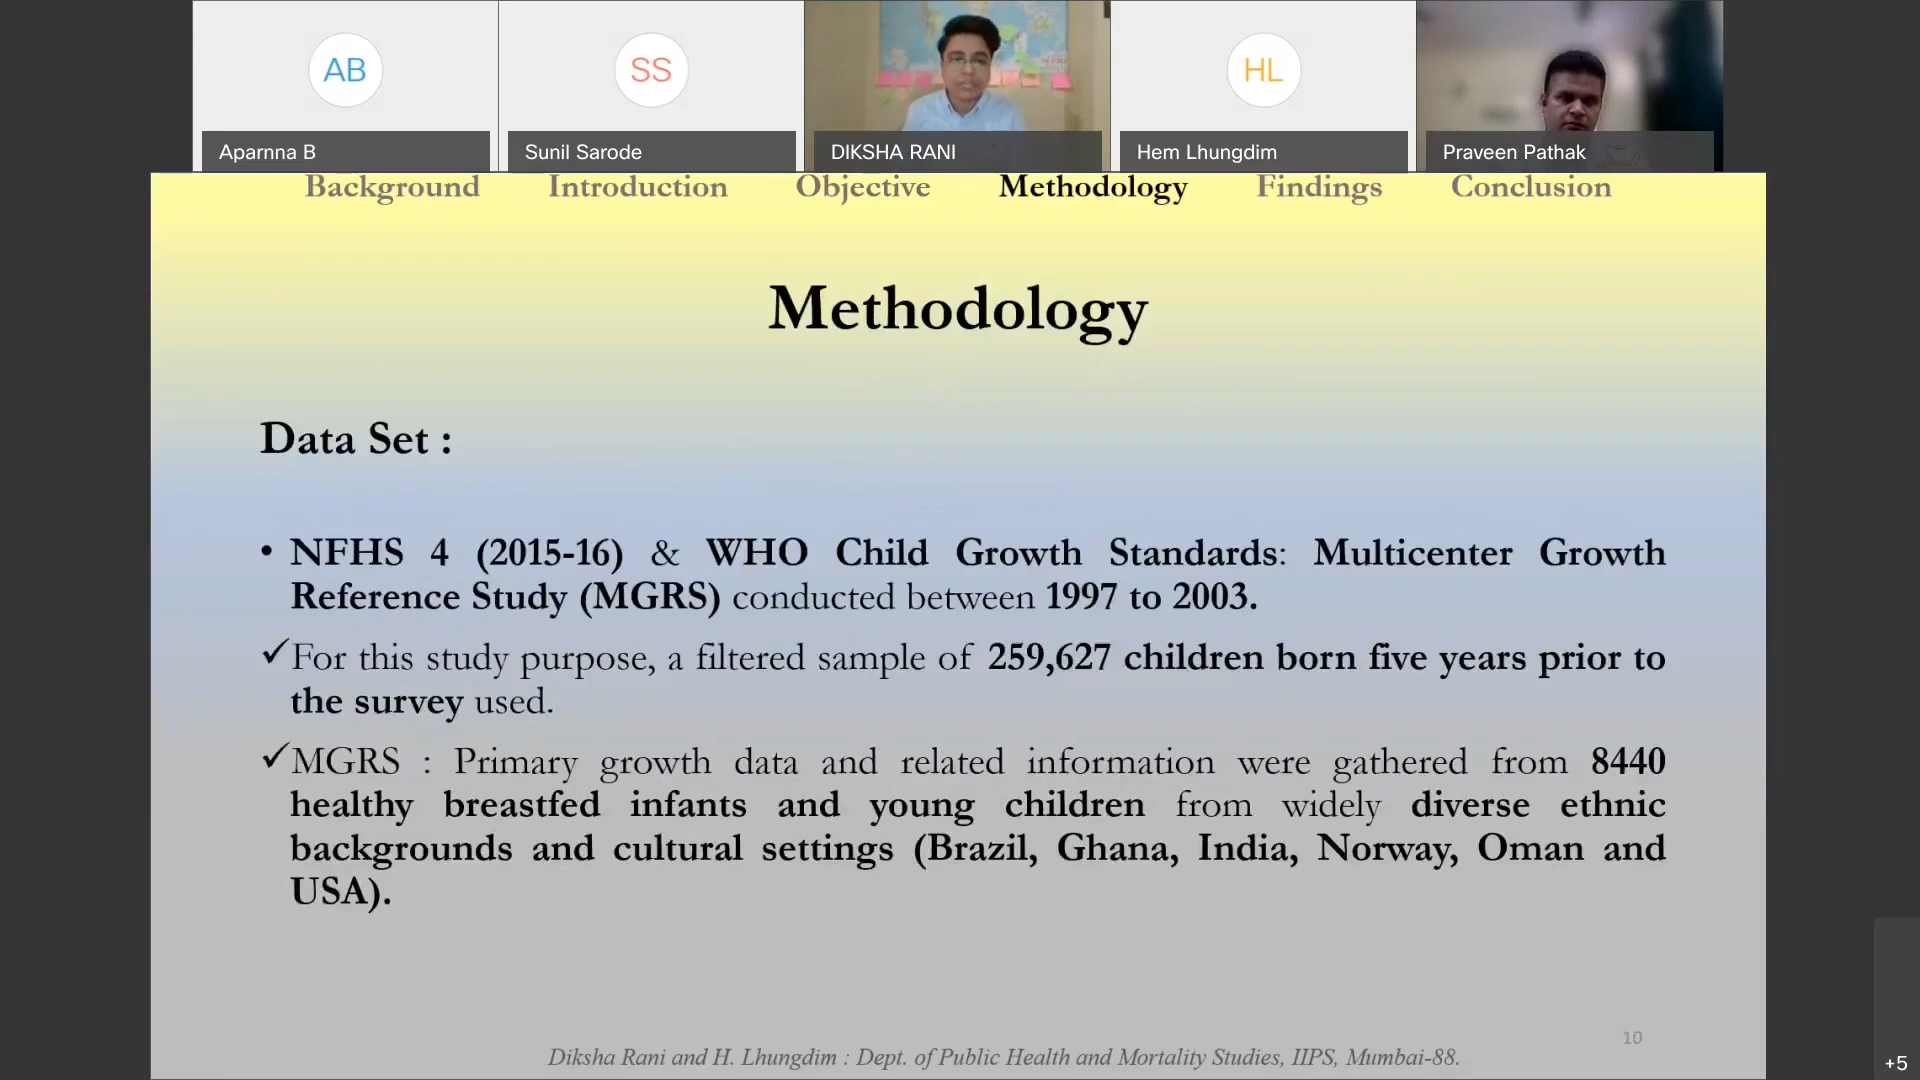 AB
SS
HL
Aparnna B
Sunil Sarode
DIKSHA RANI
Hem Lhungdim
Praveen Pathak
Background Introduction Objective Methodology Findings Conclusion
Methodology
Data Set :
• NFHS 4 (2015-16) & WHO Child Growth Standards: Multicenter Growth
Reference Study (MGRS) conducted between 1997 to 2003.
✓For this study purpose, a filtered sample of 259,627 children born five years prior to
the survey used.
✓MGRS : Primary growth data and related information were gathered from 8440
healthy breastfed infants and young children from widely diverse ethnic
backgrounds and cultural settings (Brazil, Ghana, India, Norway, Oman and
USA).
10
Diksha Rani and H. Lhungdim : Dept. of Public Health and Mortality Studies, IIPS, Mumbai-88.
+5